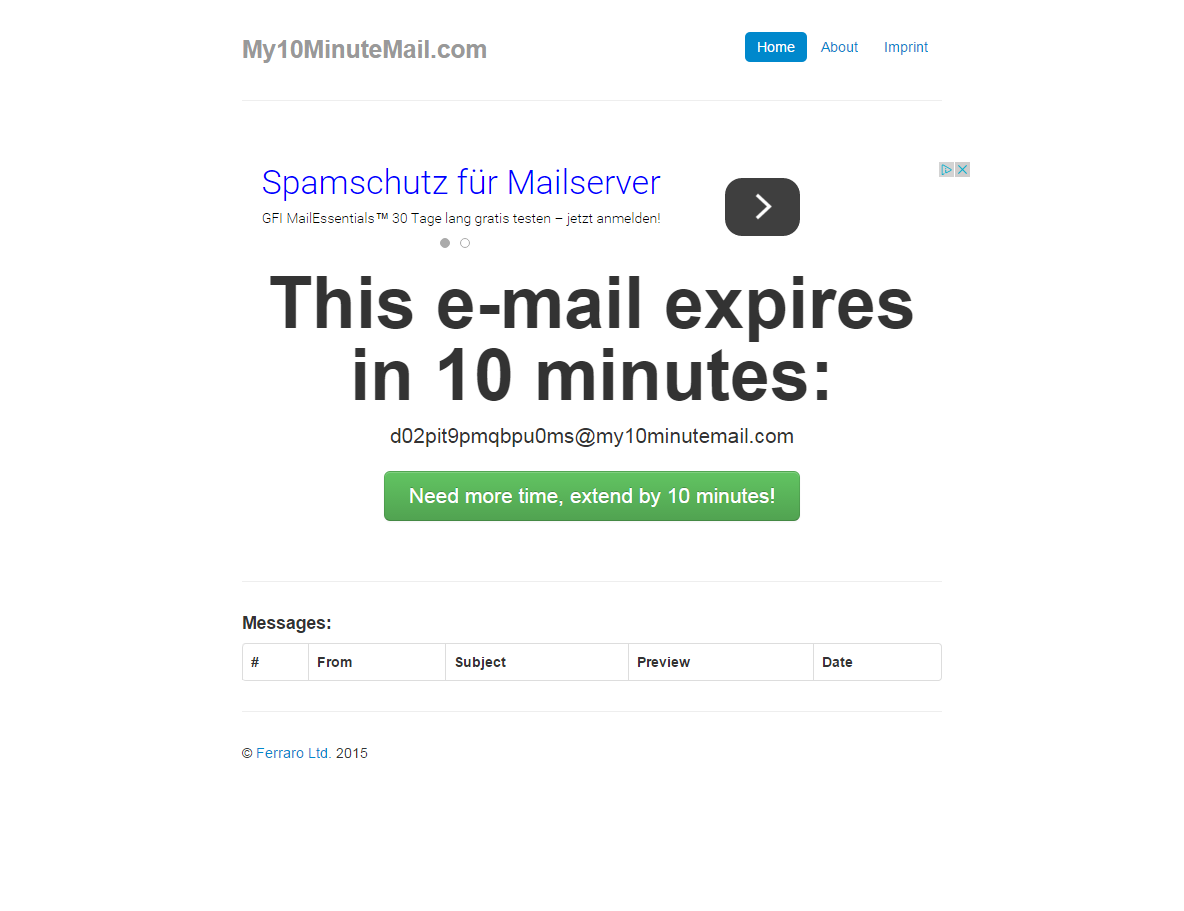 My10MinuteMail.com
Home About Imprint
Spamschutz für Mailserver
GFI MailEssentials™ 30 Tage lang gratis testen – jetzt anmelden!
This e-mail expires
in 10 minutes:
d02pit9pmqbpu0ms@my10minutemail.com
Need more time, extend by 10 minutes!
Messages:
# From Subject Preview Date
© Ferraro Ltd. 2015